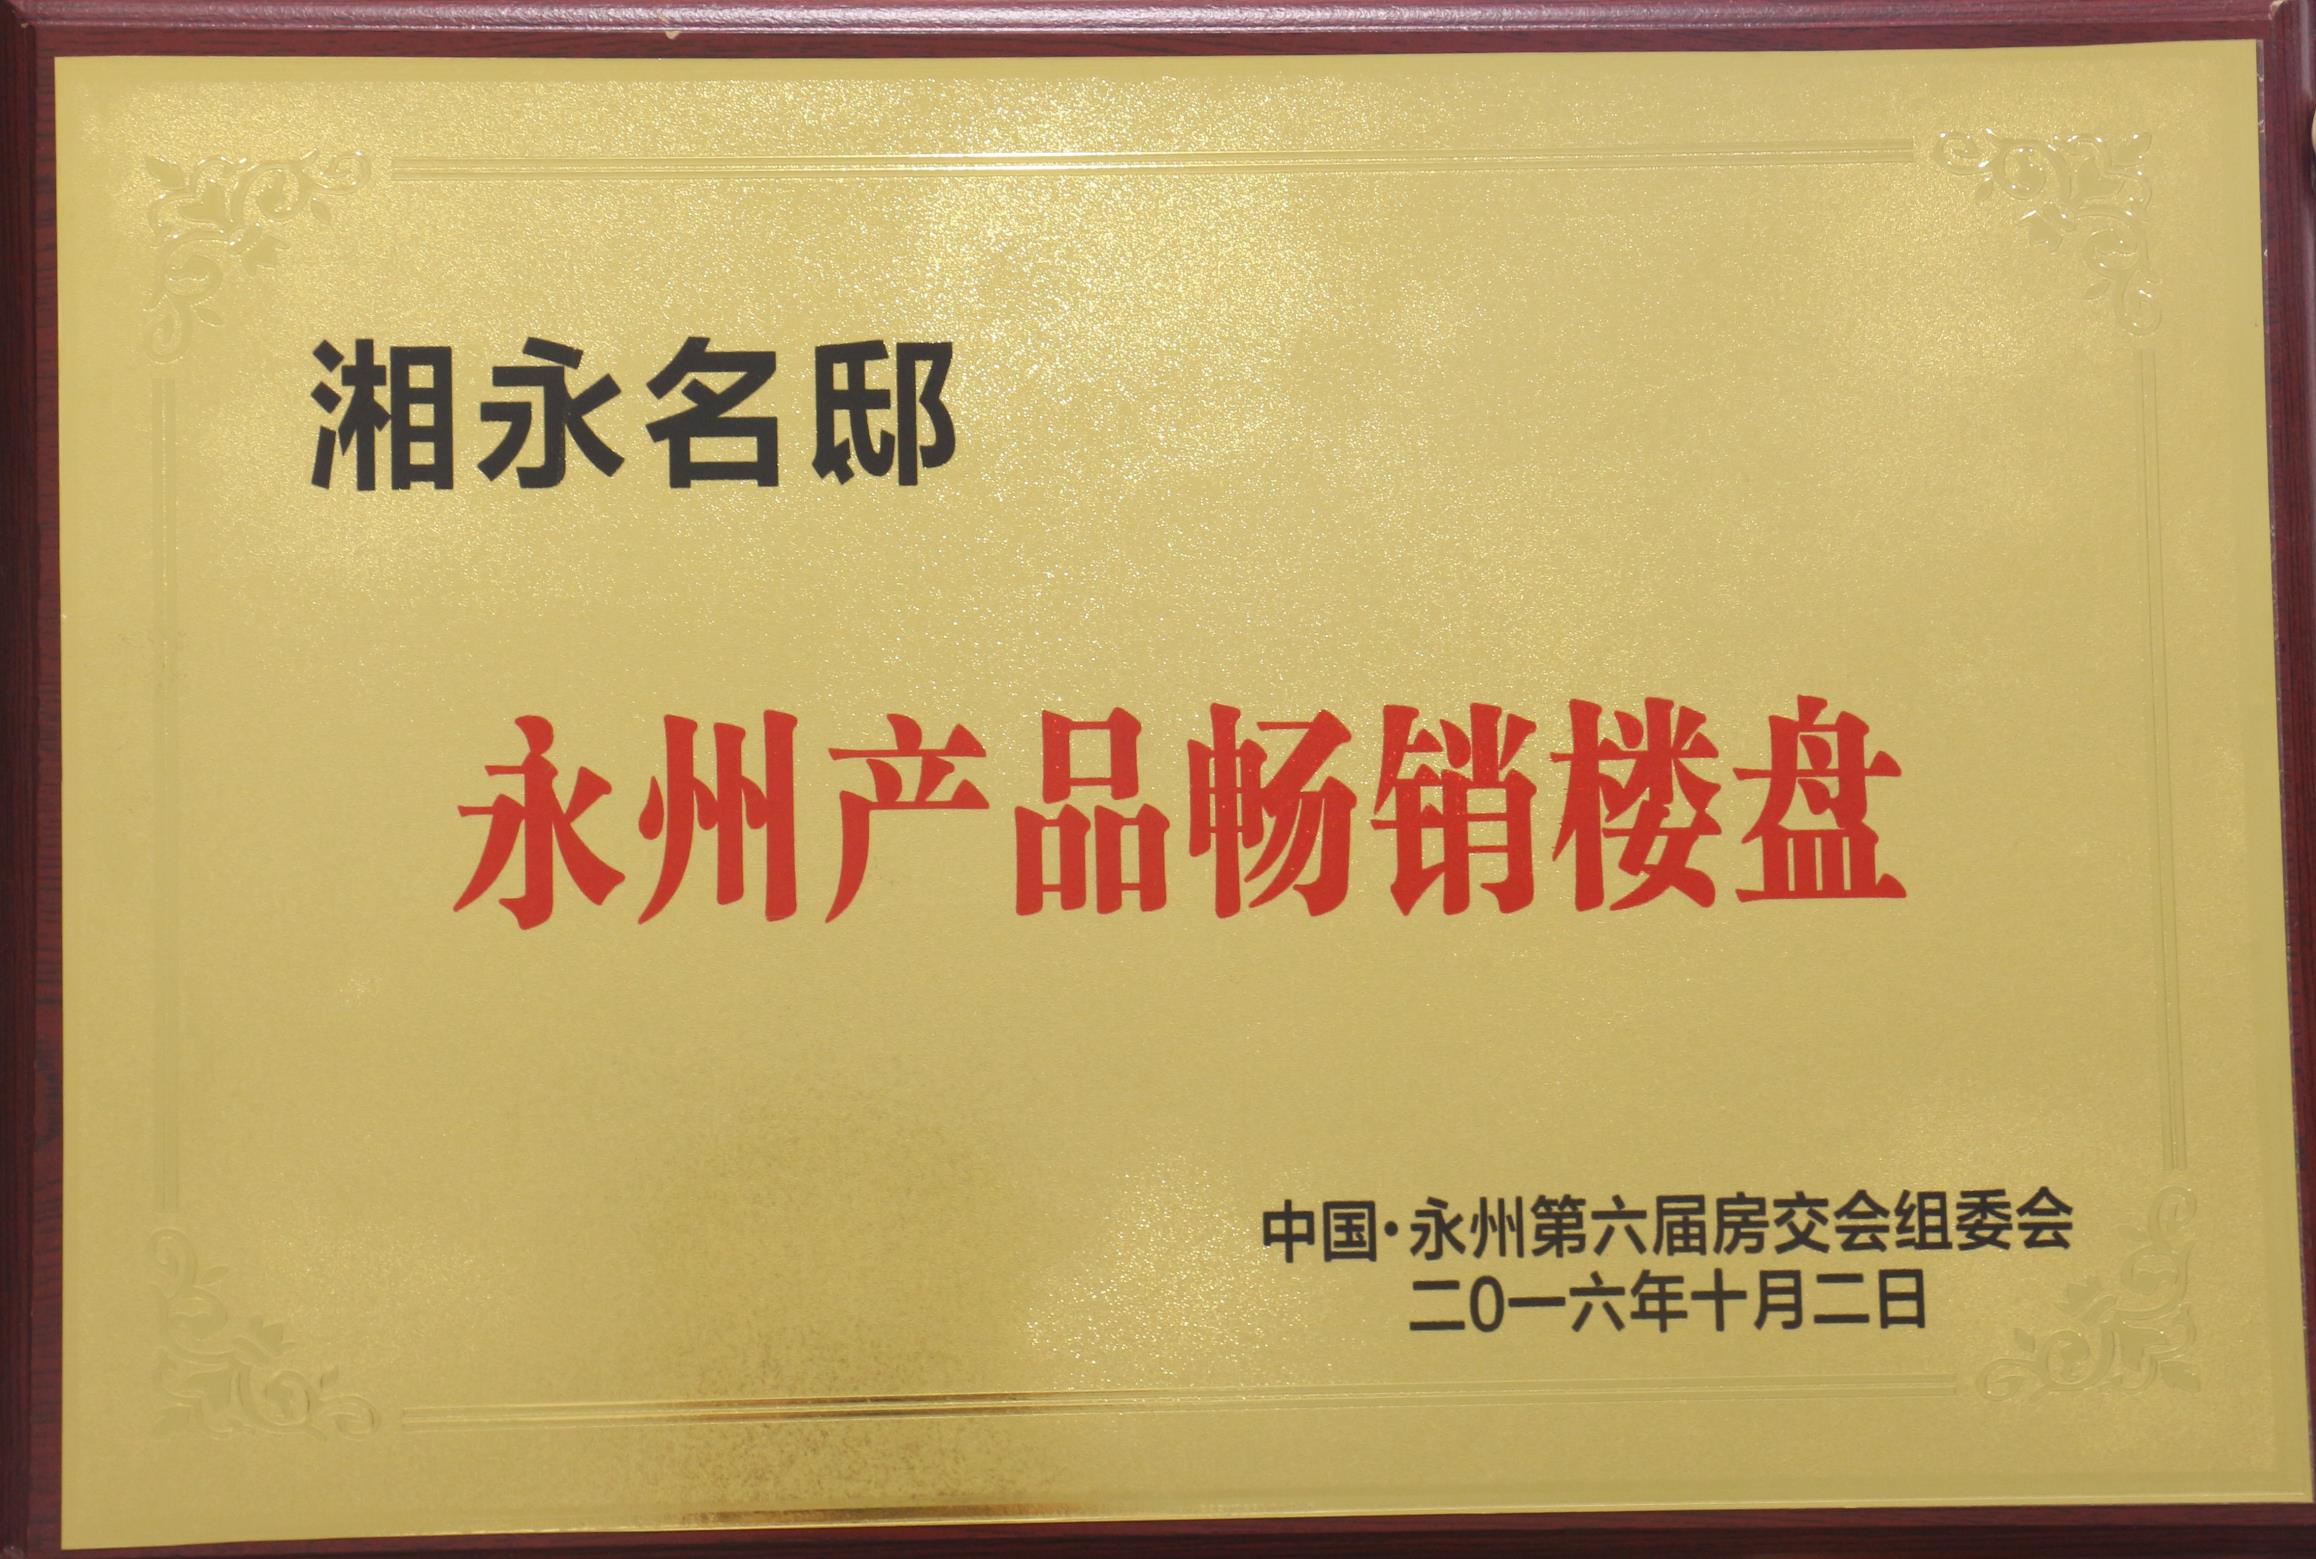 湘永名邸
永州产品畅销楼盘
中国·永州第六届房交会组委会
二0一六年十月二日